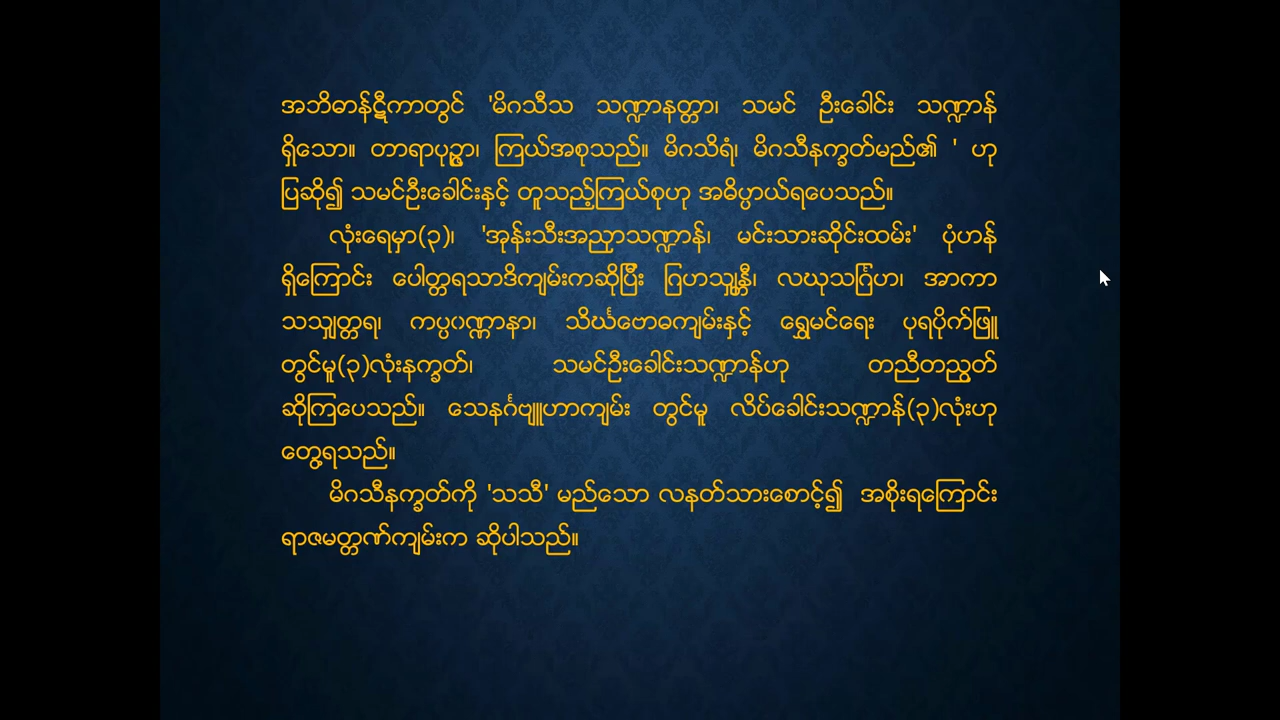 အဘိဓာန်ဋီကာတွင် 'မိဂသီသ သဏ္ဌာနတ္တာ၊ သမင် ဦးခေါင်း သဏ္ဌာန်
ရှိသော။ တာရာပုဉ္ဇာ၊ ကြယ်အစုသည်။ မိဂသိရံ၊ မိဂသီနက္ခတ်မည်၏ ' ဟု
ပြဆို၍ သမင်ဦးခေါင်းနှင့် တူသည့်ကြယ်စုဟု အဓိပ္ပာယ်ရပေသည်။
လုံးရေမှာ(၃)၊ 'အုန်းသီးအညှာသဏ္ဌာန်၊ မင်းသားဆိုင်းထမ်း' ပုံဟန်
ရှိကြောင်း ပေါတ္တရသာဒိကျမ်းကဆိုပြီး ဂြဟသျှန္တီ၊ လဃုသင်္ဂြဟ၊ အာကာ
သသျှတ္တရ၊ ကပ္ပဝဏ္ဏာနာ၊ သိင်္ဃဗောဓကျမ်းနှင့် ရွှေမင်ရေး ပုရပိုက်ဖြူ
တွင်မူ(၃)လုံးနက္ခတ်၊ သမင်ဦးခေါင်းသဏ္ဌာန်ဟု တညီတညွတ်
ဆိုကြပေသည်။ သေနင်္ဂဗျူဟာကျမ်း တွင်မူ လိပ်ခေါင်းသဏ္ဌာန်(၃)လုံးဟု
တွေ့ရသည်။
မိဂသီနက္ခတ်ကို 'သသီ' မည်သော လနတ်သားစောင့်၍ အစိုးရကြောင်း
ရာဇမတ္တဏ်ကျမ်းက ဆိုပါသည်။